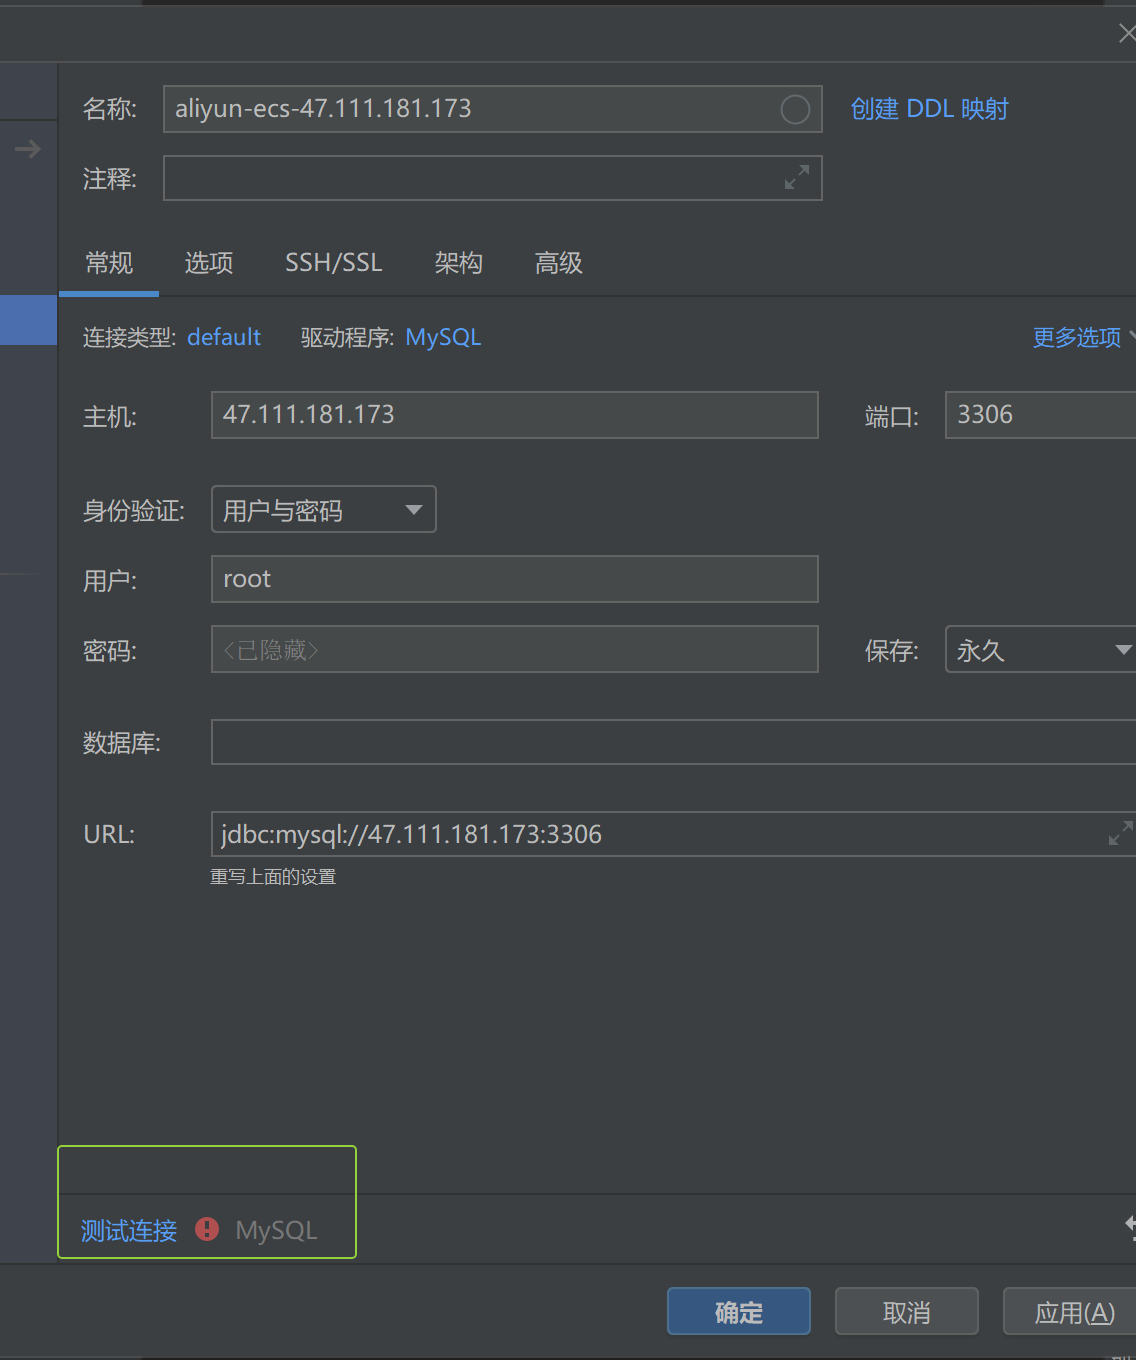 名称: aliyun-ecs-47.111.181.173 创建 DDL 映射
注释:
常规 选项 SSH/SSL 架构 高级
连接类型: default 驱动程序: MySQL 更多选项
主机: 47.111.181.173 端口: 3306
身份验证: 用户与密码
用户: root
密码: <已隐藏> 保存: 永久
数据库:
URL: jdbc:mysql://47.111.181.173:3306
重写上面的设置
测试连接 MySQL
确定 取消 应用(A)